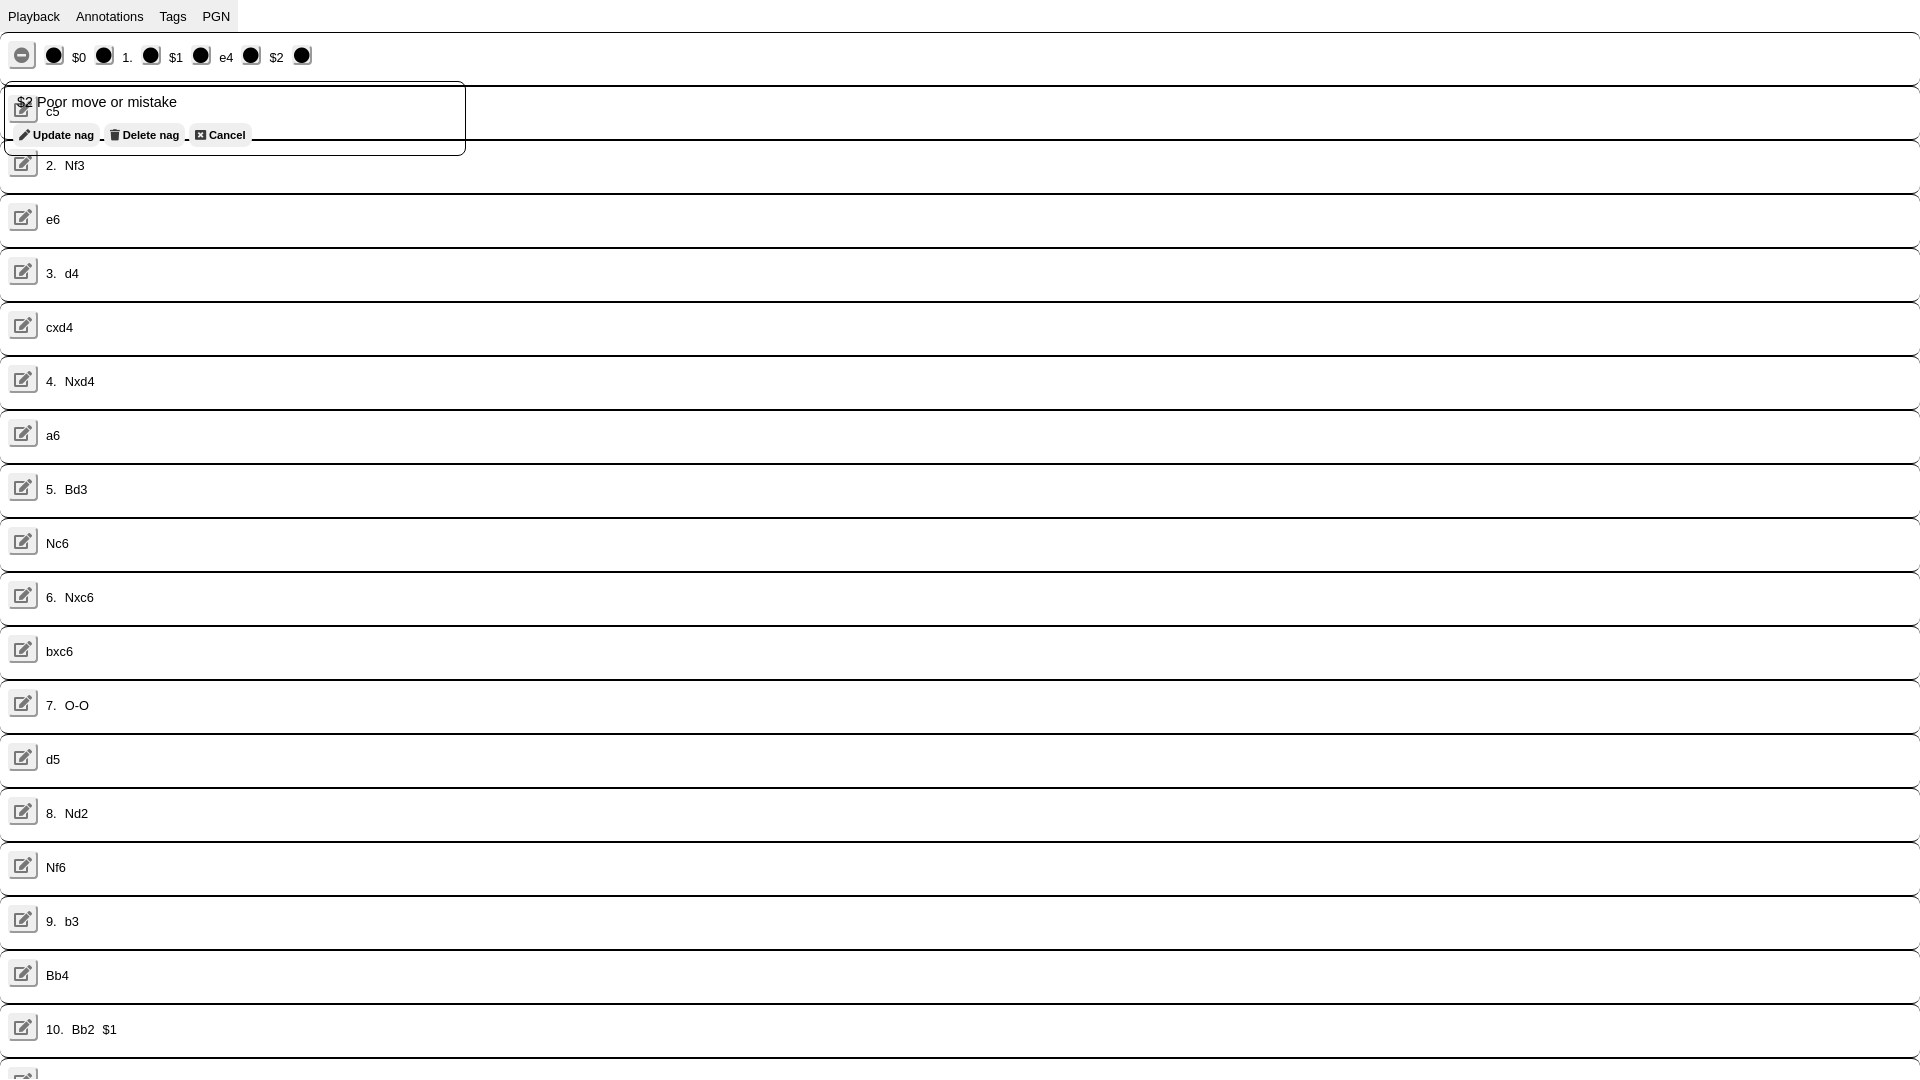 Playback Annotations Tags PGN
$0 1. $1 e4 $2
$2 Poor move or mistake
c5
Update nag Delete nag Cancel
2. Nf3
e6
3. d4
cxd4
4. Nxd4
a6
5. Bd3
Nc6
6. Nxc6
bxc6
7. O-O
d5
8. Nd2
Nf6
9. b3
Bb4
10. Bb2 $1